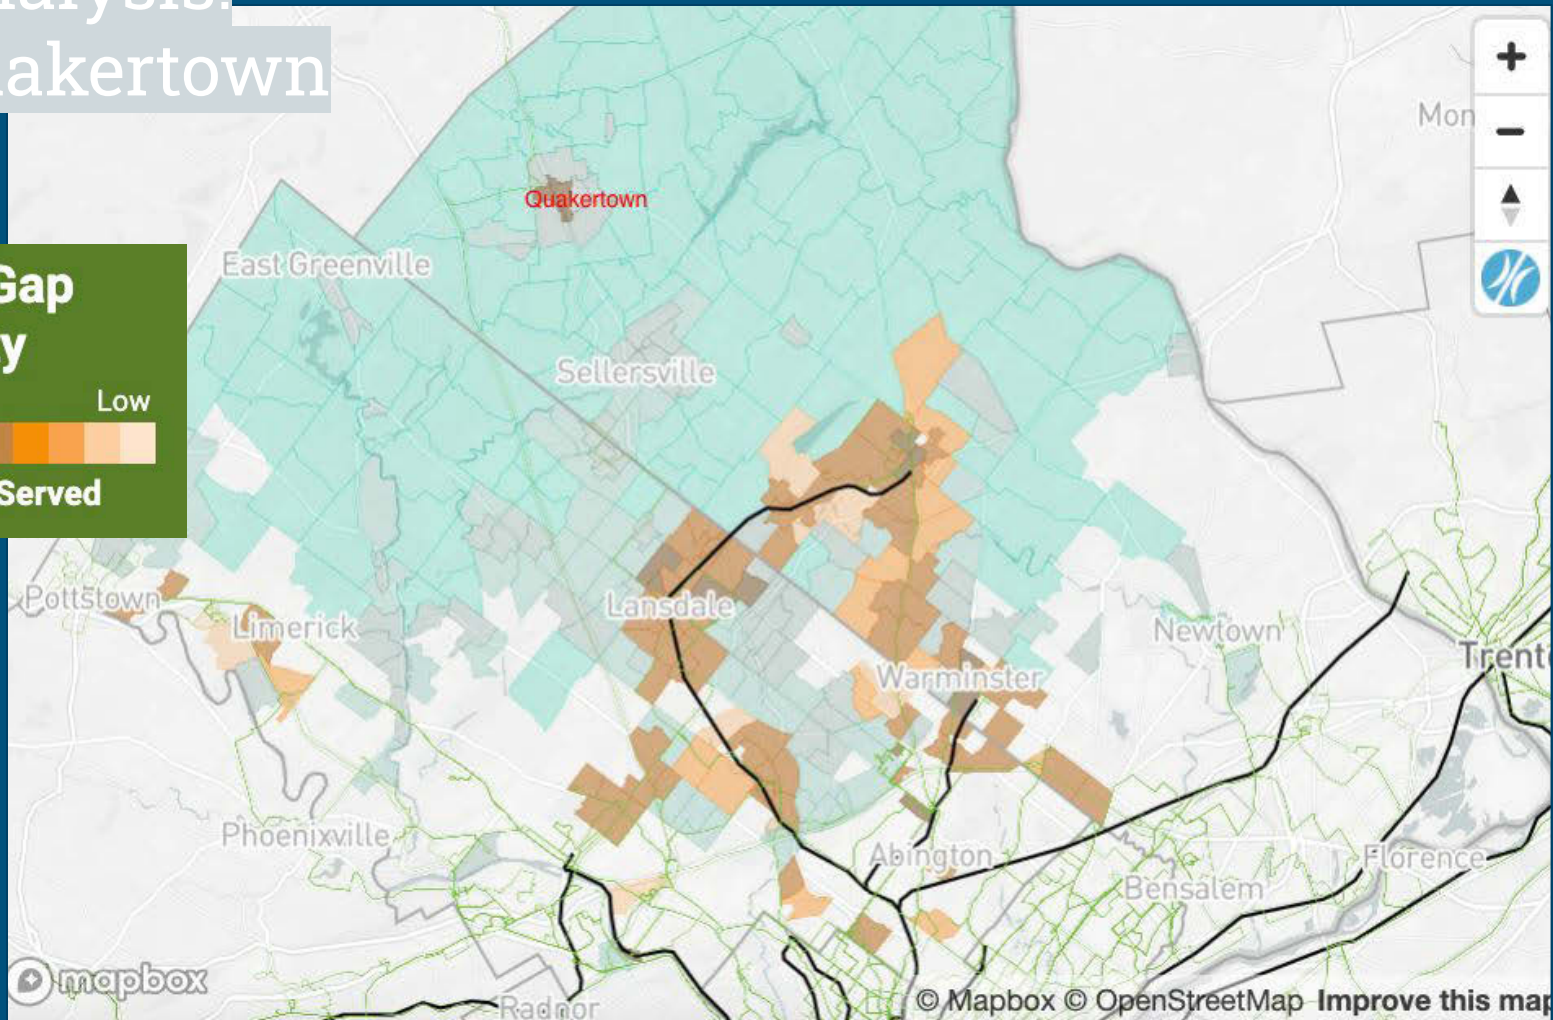 akertown
Mon
Quakertown
East Greenville
Gap
y
Low
Served
Sellersville
Pottstown
Limerick
Lansdale
Newtown
Trent
Warminster
Phoenixville
Abington
Florence
Bensalem
mapbox
Radnor
© Mapbox © OpenStreetMap Improve this map